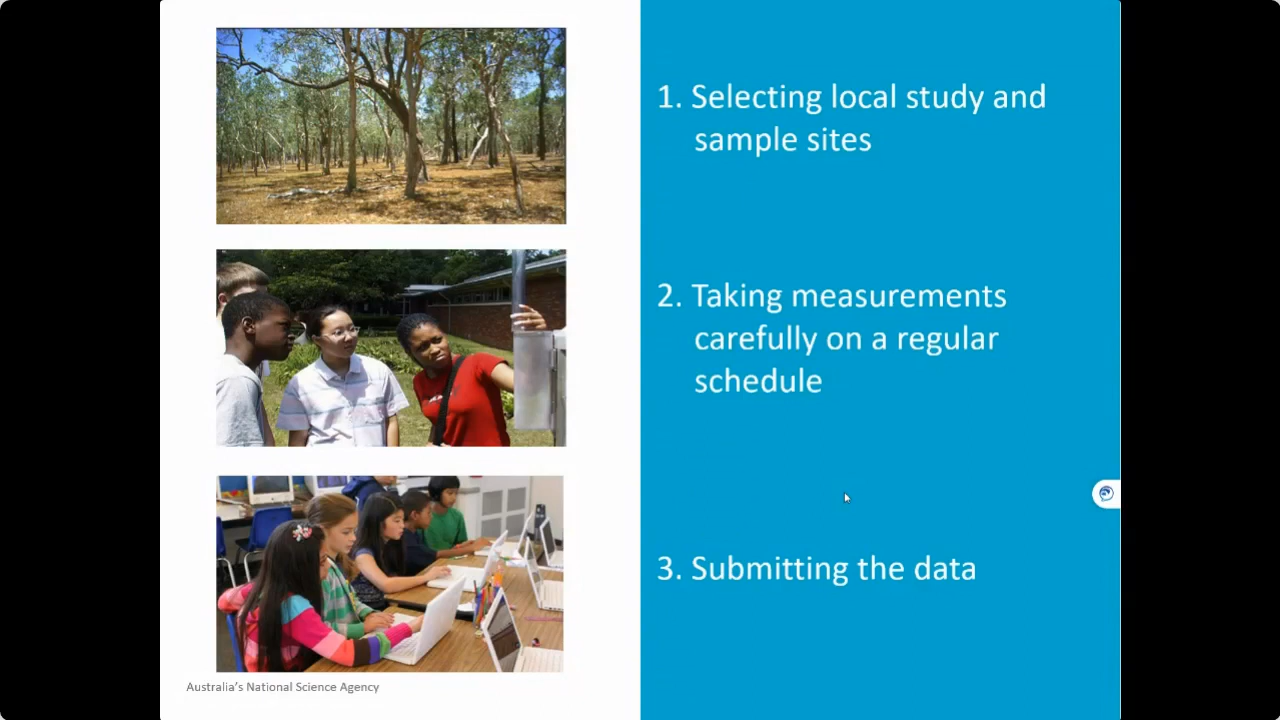 1. Selecting local study and
sample sites
2. Taking measurements
carefully on a regular
schedule
3. Submitting the data
Australia's National Science Agency